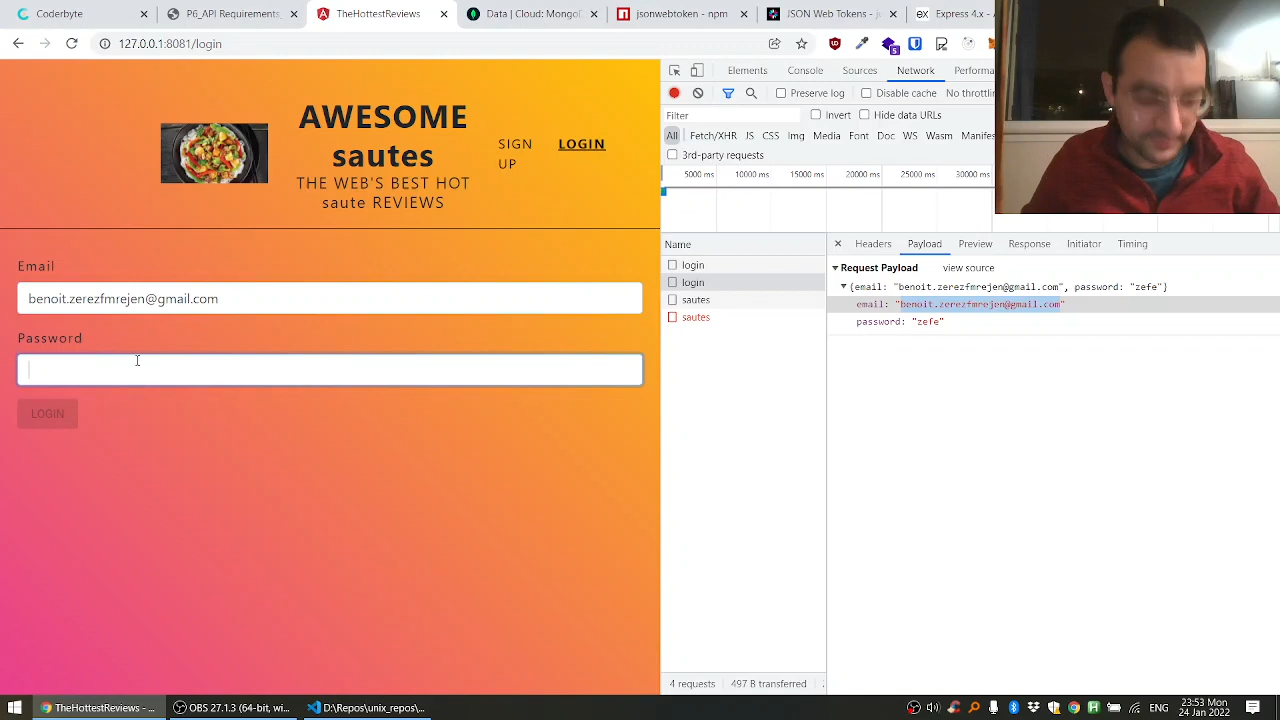 Coderbyte
P6_API Requirements
TheHottestReviews
Data | Cloud: Mongo
jsonwebtoken - npm
JSON Web Tokens - j
Express 4.x - A
127.0.0.1:8081/login
Elements
Console
Sources
Network
Performa
Preserve log
Disable cache
Filter
Invert
Hide data URLs
All
Fetch/XHR
JS
CSS
Img
Media
Font
Doc
WS
Wasm
Manifest
3rd-party requests
5000 ms
10000 ms
15000 ms
20000 ms
25000 ms
30000 ms
AWESOME
sautes
THE WEB'S BEST HOT
saute REVIEWS
SIGN
UP
LOGIN
Email
benoit.zerezfmrejen@gmail.com
Password
LOGIN
Name
login
login
sautes
sautes
4 requests
497 B transferred
Headers
Payload
Preview
Response
Initiator
Timing
Request Payload
view source
{email: "benoit.zerezfmrejen@gmail.com", password: "zefe"}
email: "benoit.zerezfmrejen@gmail.com"
password: "zefe"
TheHottestReviews - ...
OBS 27.1.3 (64-bit, wi...
D:\Repos\unix_repos\...
ENG
23:53 Mon
24 Jan 2022